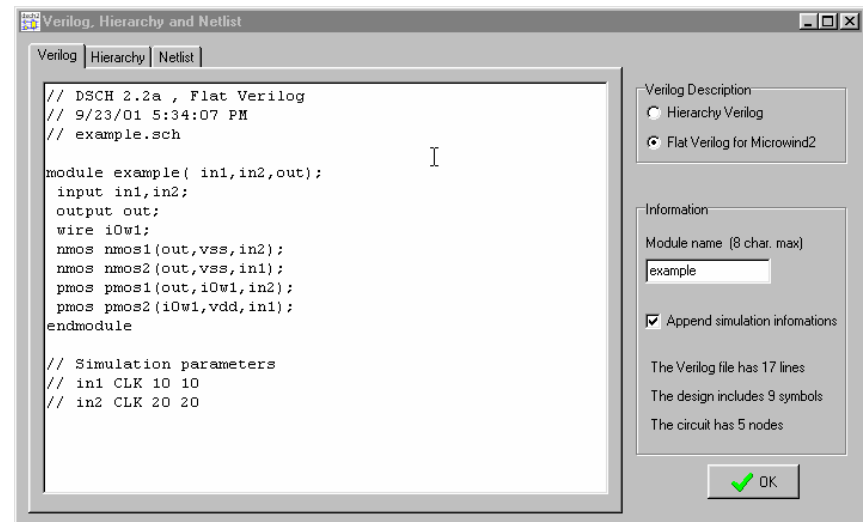 Verilog, Hierarchy and Netlist
Verilog Hierarchy Netlist
// DSCH 2.2a , Flat Verilog
// 9/23/01 5:34:07 PM
// example.sch
module example( in1,in2,out);
input in1,in2;
output out;
wire i0w1;
nmos nmos1(out,vss,in2);
nmos nmos2(out,vss,in1);
pmos pmos1(out,i0w1,in2);
pmos pmos2(i0w1,vdd,in1);
endmodule
// Simulation parameters
// in1 CLK 10 10
// in2 CLK 20 20
Verilog Description
Hierarchy Verilog
Flat Verilog for Microwind2
Information
Module name (8 char. max)
example
Append simulation infomations
The Verilog file has 17 lines
The design includes 9 symbols
The circuit has 5 nodes
OK